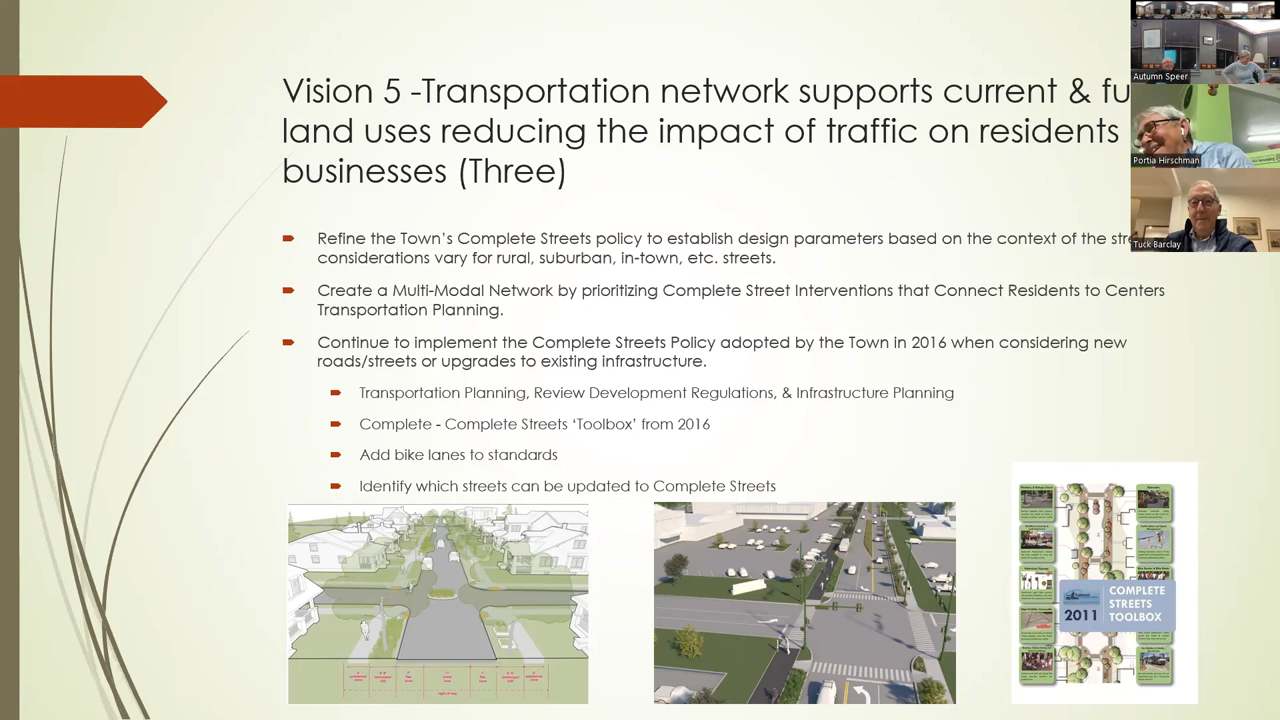 Vision 5 -Transportation network supports current & fu
land uses reducing the impact of traffic on residents
businesses (Three)
Refine the Town's Complete Streets policy to establish design parameters based on the context of the
considerations vary for rural, suburban, in-town, etc. streets.
Create a Multi-Modal Network by prioritizing Complete Street Interventions that Connect Residents to Centers
Transportation Planning.
Continue to implement the Complete Streets Policy adopted by the Town in 2016 when considering new
roads/streets or upgrades to existing infrastructure.
Transportation Planning, Review Development Regulations, & Infrastructure Planning
Complete - Complete Streets 'Toolbox' from 2016
Add bike lanes to standards
Identify which streets can be updated to Complete Streets
2011
COMPLETE
STREETS
TOOLBOX
Autumn Speer
Portia Hirschman
Tuck Barclay